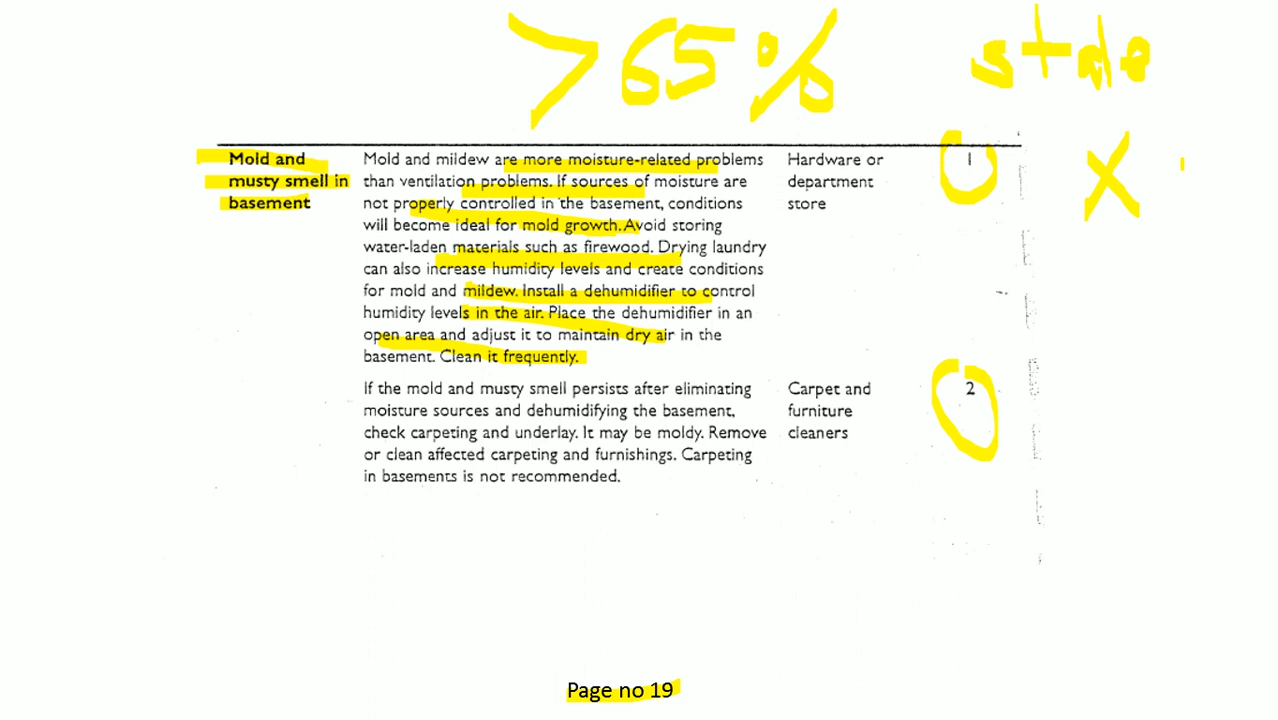 >65%
Mold and
musty smell in
basement
Mold and mildew are more moisture-related problems
than ventilation problems. If sources of moisture are
not properly controlled in the basement, conditions
will become ideal for mold growth. Avoid storing
water-laden materials such as firewood. Drying laundry
can also increase humidity levels and create conditions
for mold and mildew. Install a dehumidifier to control
humidity levels in the air. Place the dehumidifier in an
open area and adjust it to maintain dry air in the
basement. Clean it frequently.
Hardware or
department
store
1
X
If the mold and musty smell persists after eliminating
moisture sources and dehumidifying the basement,
check carpeting and underlay. It may be moldy. Remove
or clean affected carpeting and furnishings. Carpeting
in basements is not recommended.
Carpet and
furniture
cleaners
2
Page no 19